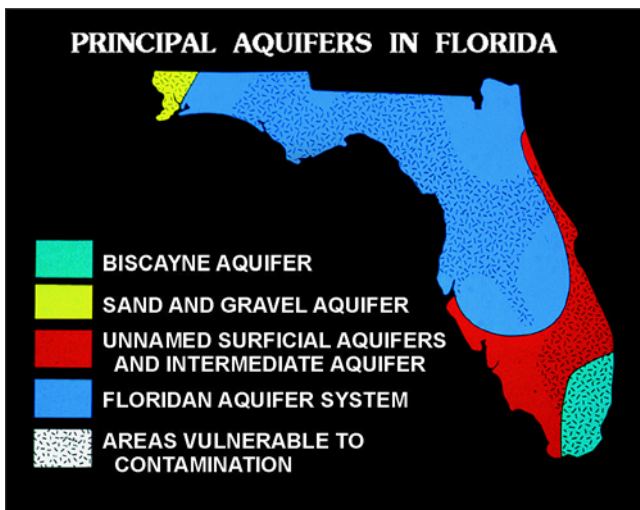 PRINCIPAL AQUIFERS IN FLORIDA
BISCAYNE AQUIFER
SAND AND GRAVEL AQUIFER
UNNAMED SURFICIAL AQUIFERS
AND INTERMEDIATE AQUIFER
FLORIDAN AQUIFER SYSTEM
AREAS VULNERABLE TO
CONTAMINATION